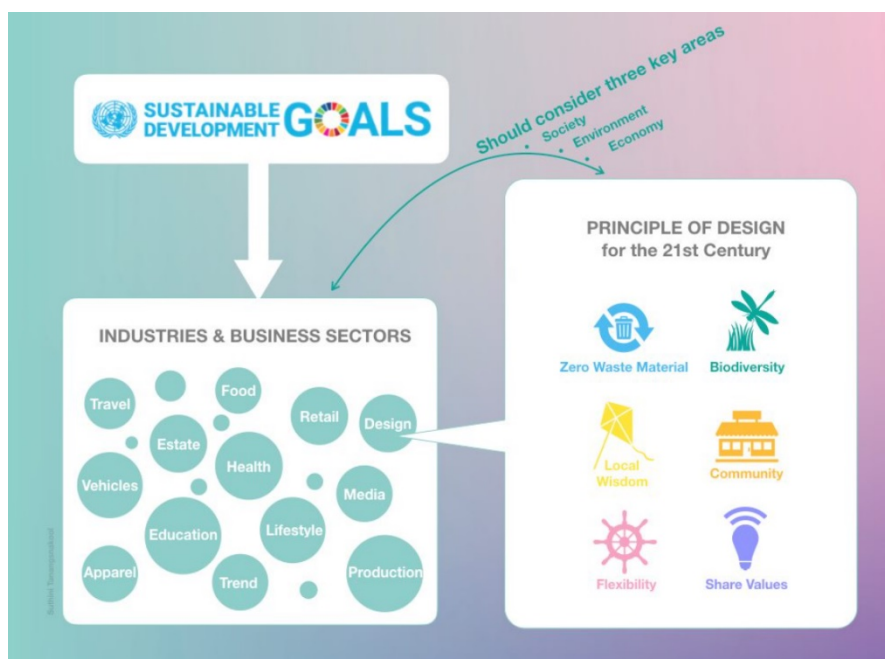 SUSTAINABLE
DEVELOPMENT
GOALS
Should consider three key areas
• Society
• Environment
• Economy
PRINCIPLE OF DESIGN
for the 21st Century
Zero Waste Material
Biodiversity
Local
Wisdom
Community
Flexibility
Share Values
INDUSTRIES & BUSINESS SECTORS
Travel
Food
Retail
Design
Estate
Health
Vehicles
Media
Education
Lifestyle
Apparel
Trend
Production